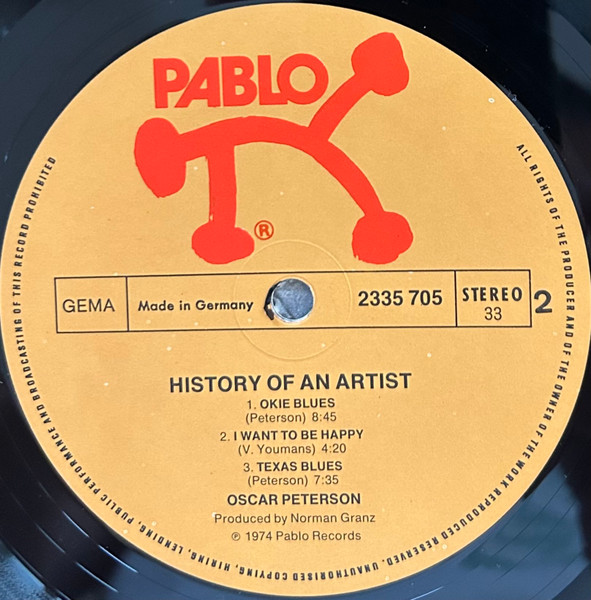 PABLO
®
GEMA
Made in Germany
2335 705
STEREO
33
2
HISTORY OF AN ARTIST
1. OKIE BLUES
(Peterson) 8:45
2. I WANT TO BE HAPPY
(V. Youmans) 4:20
3. TEXAS BLUES
(Peterson) 7:35
OSCAR PETERSON
Produced by Norman Granz
℗ 1974 Pablo Records
ALL RIGHTS OF THE PRODUCER AND OF THE OWNER OF THE WORK REPRODUCED RESERVED. UNAUTHORISED COPYING, HIRING, LENDING, PUBLIC PERFORMANCE AND BROADCASTING OF THIS RECORD PROHIBITED